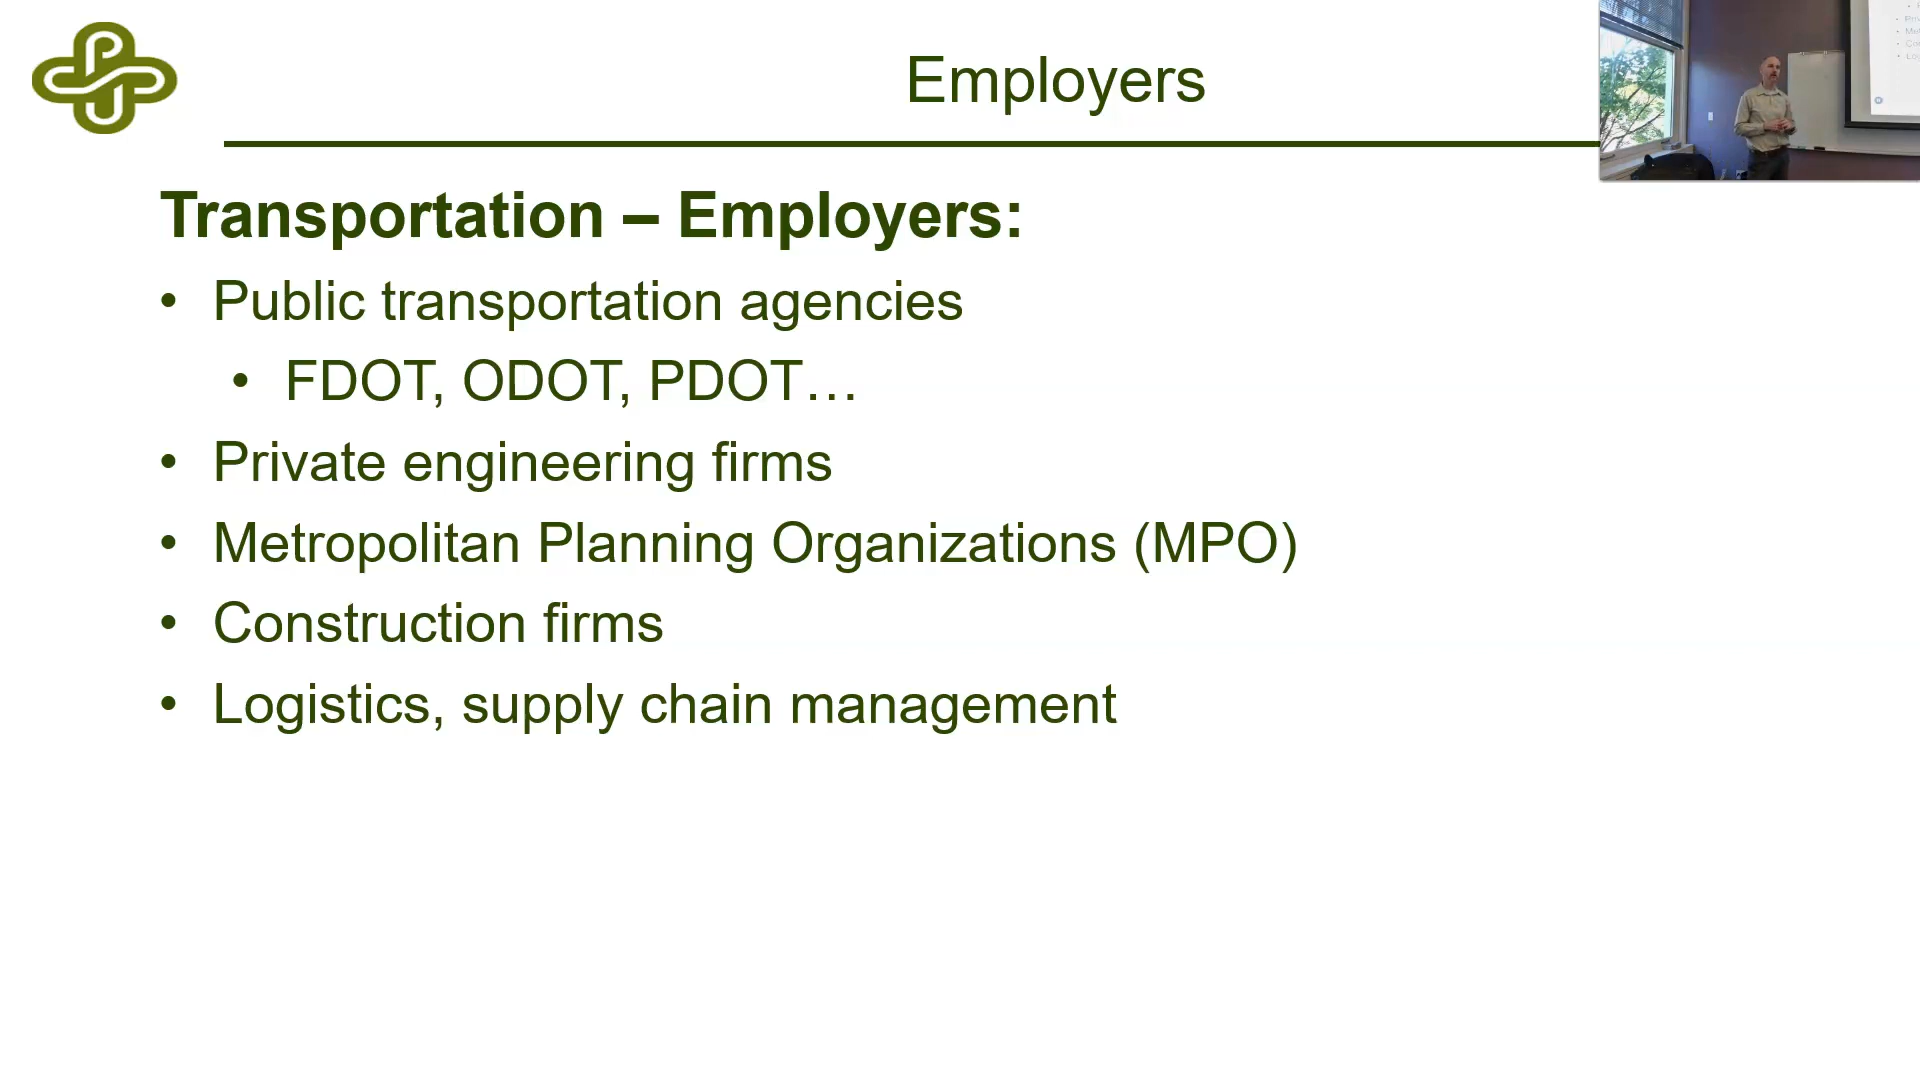 PSU
Employers
Transportation – Employers:
• Public transportation agencies
• FDOT, ODOT, PDOT…
• Private engineering firms
• Metropolitan Planning Organizations (MPO)
• Construction firms
• Logistics, supply chain management